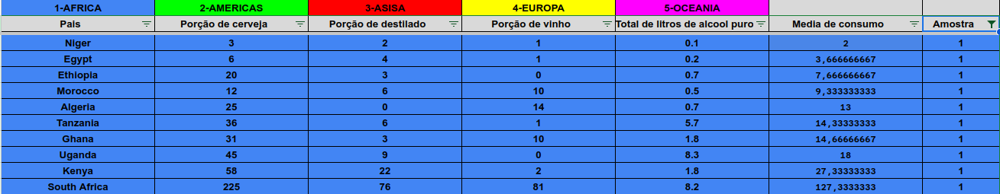 1-AFRICA 2-AMERICAS 3-ASISA 4-EUROPA 5-OCEANIA
Pais Porção de cerveja Porção de destilado Porção de vinho Total de litros de alcool puro Media de consumo Amostra
Niger 3 2 1 0.1 2 1
Egypt 6 4 1 0.2 3,666666667 1
Ethiopia 20 3 0 0.7 7,666666667 1
Morocco 12 6 10 0.5 9,333333333 1
Algeria 25 0 14 0.7 13 1
Tanzania 36 6 1 5.7 14,33333333 1
Ghana 31 3 10 1.8 14,66666667 1
Uganda 45 9 0 8.3 18 1
Kenya 58 22 2 1.8 27,33333333 1
South Africa 225 76 81 8.2 127,3333333 1